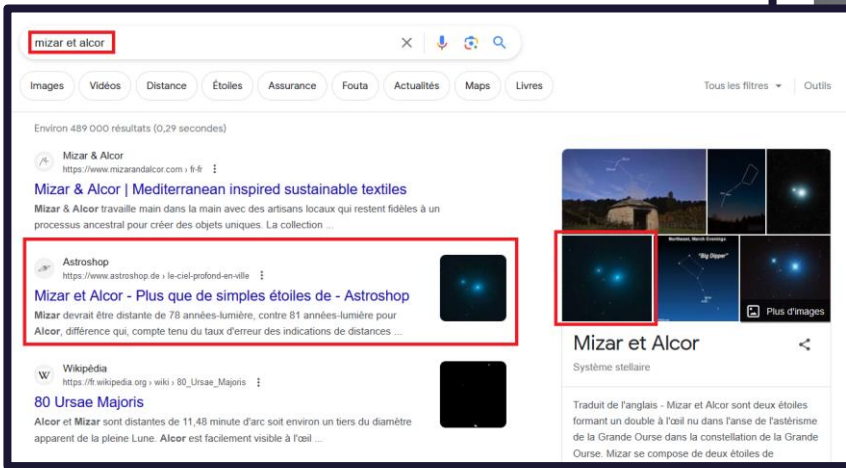 mizar et alcor
Images Vidéos Distance Étoiles Assurance Fouta Actualités Maps Livres Tous les filtres Outils
Environ 489 000 résultats (0,29 secondes)
Mizar & Alcor
https://www.mizarandalcor.com › fr-fr
Mizar & Alcor | Mediterranean inspired sustainable textiles
Mizar & Alcor travaille main dans la main avec des artisans locaux qui restent fidèles à un
processus ancestral pour créer des objets uniques. La collection ...
Astroshop
https://www.astroshop.de › le-ciel-profond-en-ville
Mizar et Alcor - Plus que de simples étoiles de - Astroshop
Mizar devrait être distante de 78 années-lumière, contre 81 années-lumière pour
Alcor, différence qui, compte tenu du taux d'erreur des indications de distances ...
W
Wikipédia
https://fr.wikipedia.org › wiki › 80_Ursae_Majoris
80 Ursae Majoris
Alcor et Mizar sont distantes de 11,48 minute d'arc soit environ un tiers du diamètre
apparent de la pleine Lune. Alcor est facilement visible à l'œil ...
Northeast, March Evenings
"Big Dipper"
Plus d'images
Mizar et Alcor
Système stellaire
Traduit de l'anglais - Mizar et Alcor sont deux étoiles
formant un double à l'œil nu dans l'anse de l'astérisme
de la Grande Ourse dans la constellation de la Grande
Ourse. Mizar se compose de deux étoiles de